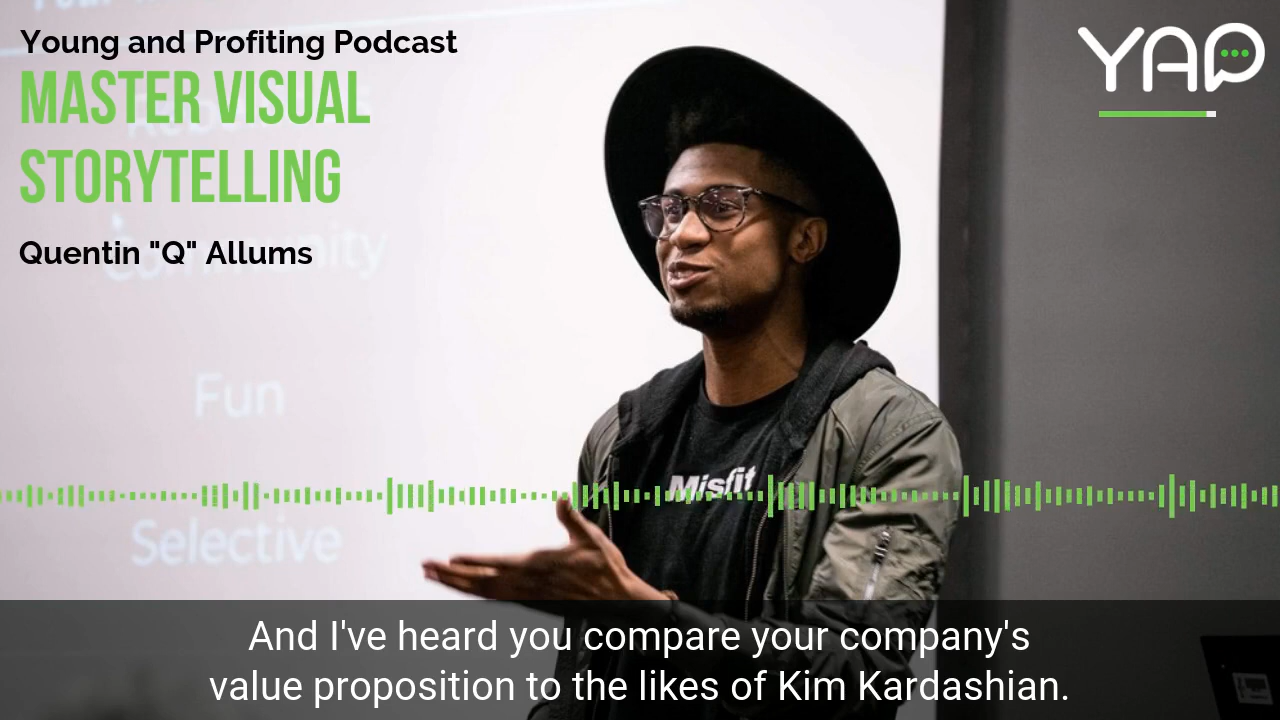 Young and Profiting Podcast
YAP
MASTER VISUAL
STORYTELLING
Quentin "Q" Allums
Fun
Misfit
Selective
And I've heard you compare your company's
value proposition to the likes of Kim Kardashian.